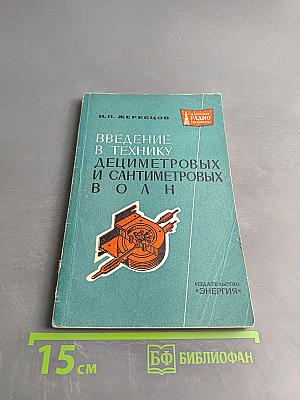 И.П. ЖЕРЕБЦОВ
РАДИО
ВВЕДЕНИЕ
В ТЕХНИКУ
ДЕЦИМЕТРОВЫХ
И САНТИМЕТРОВЫХ
ВОЛН
ИЗДАТЕЛЬСТВО
«ЭНЕРГИЯ»
15 см
БФ БИБЛИОФАН